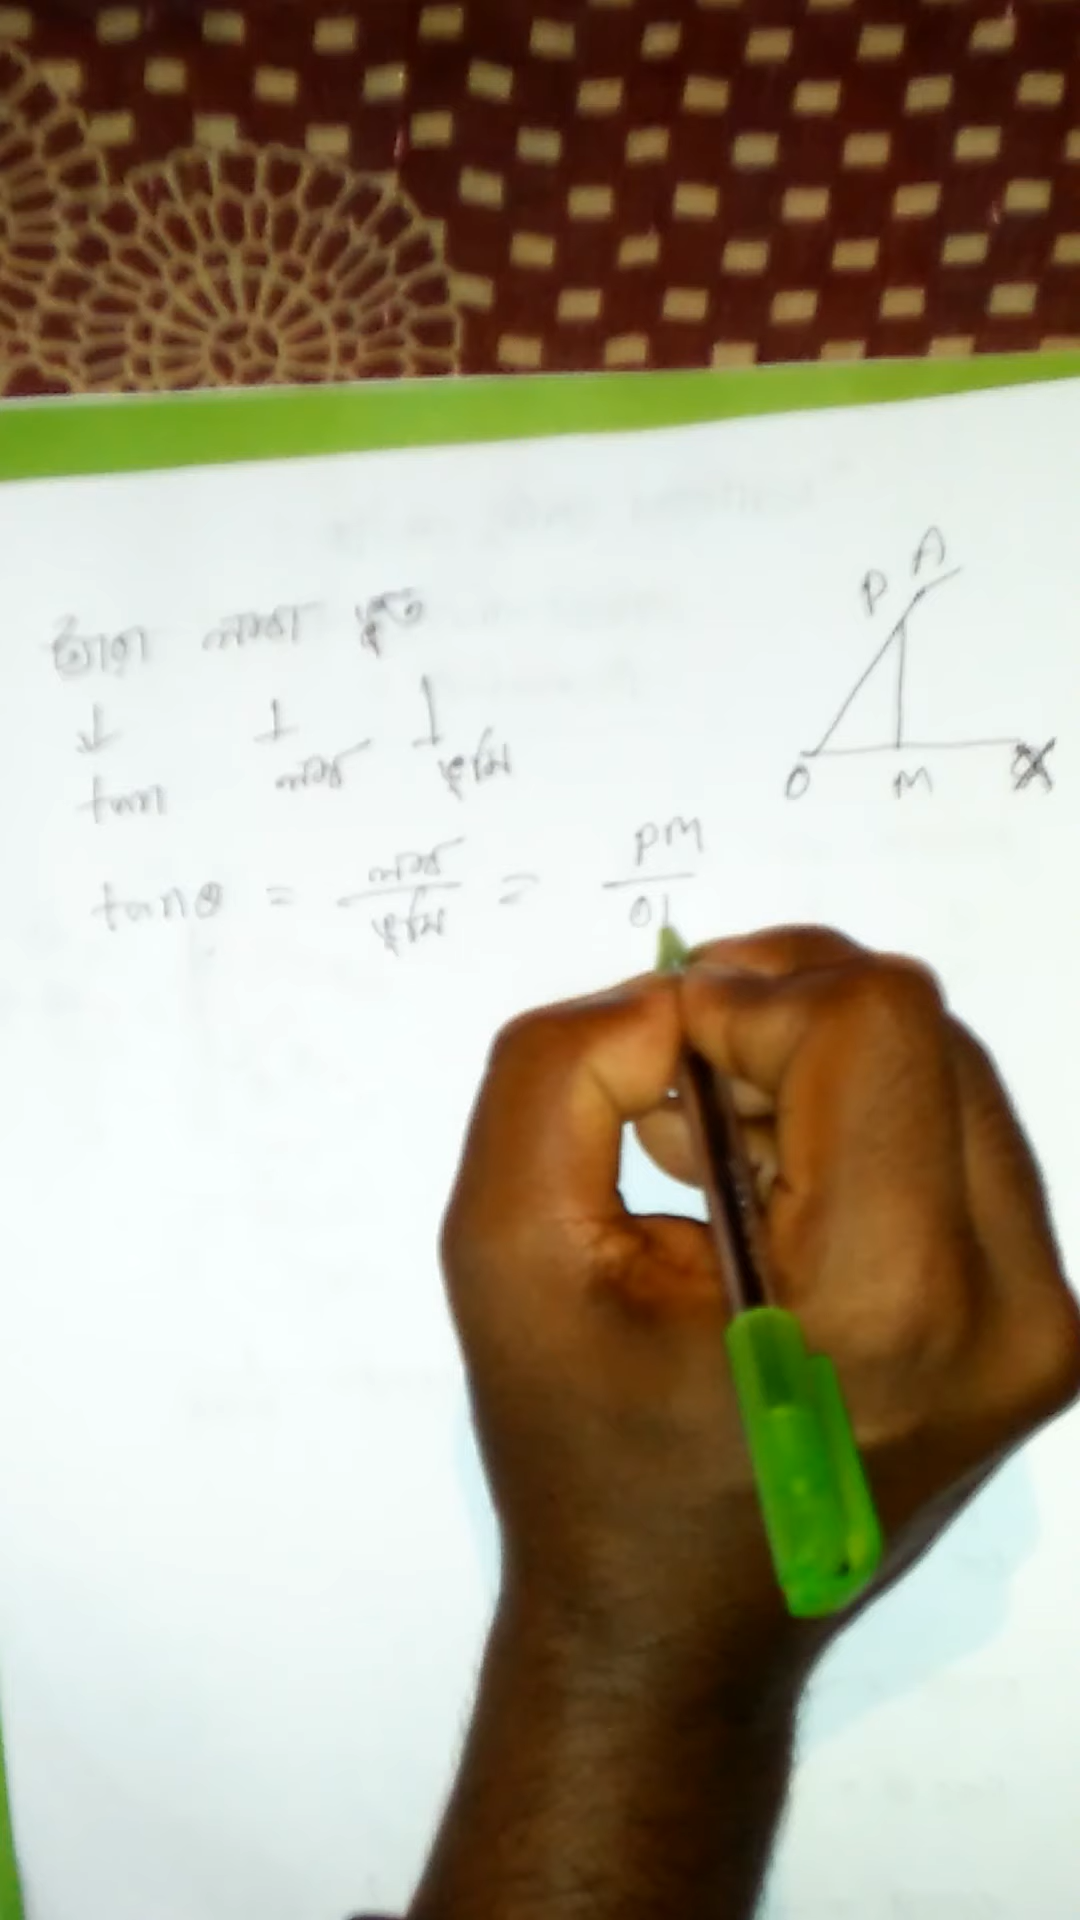 ট্যারা লম্বা ভূত
tan লম্ব ভূমি
tanθ = লম্ব / ভূমি = PM / O
A
P
O M X